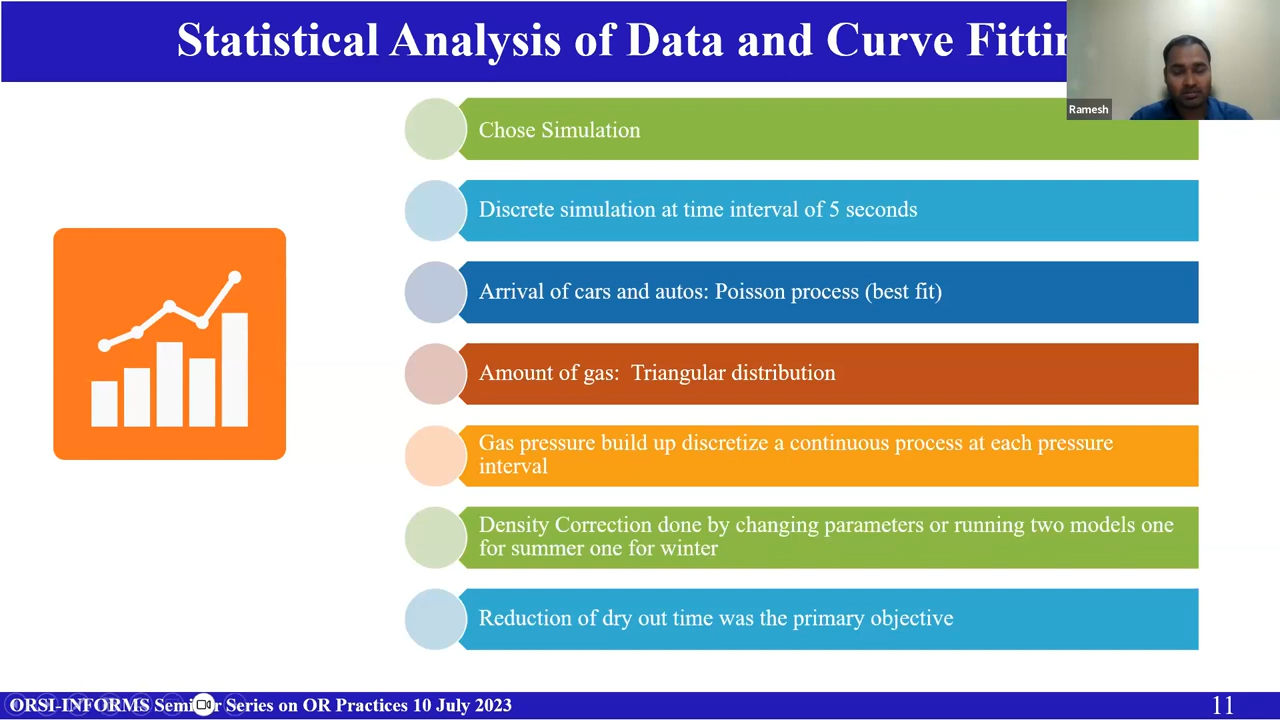 Statistical Analysis of Data and Curve
Ramesh
Chose Simulation
Discrete simulation at time interval of 5 seconds
Arrival of cars and autos: Poisson process (best fit)
Amount of gas: Triangular distribution
Gas pressure build up discretize a continuous process at each pressure
interval
Density Correction done by changing parameters or running two models one
for summer one for winter
Reduction of dry out time was the primary objective
ORSI-INFORMS Series on OR Practices 10 July 2023
11